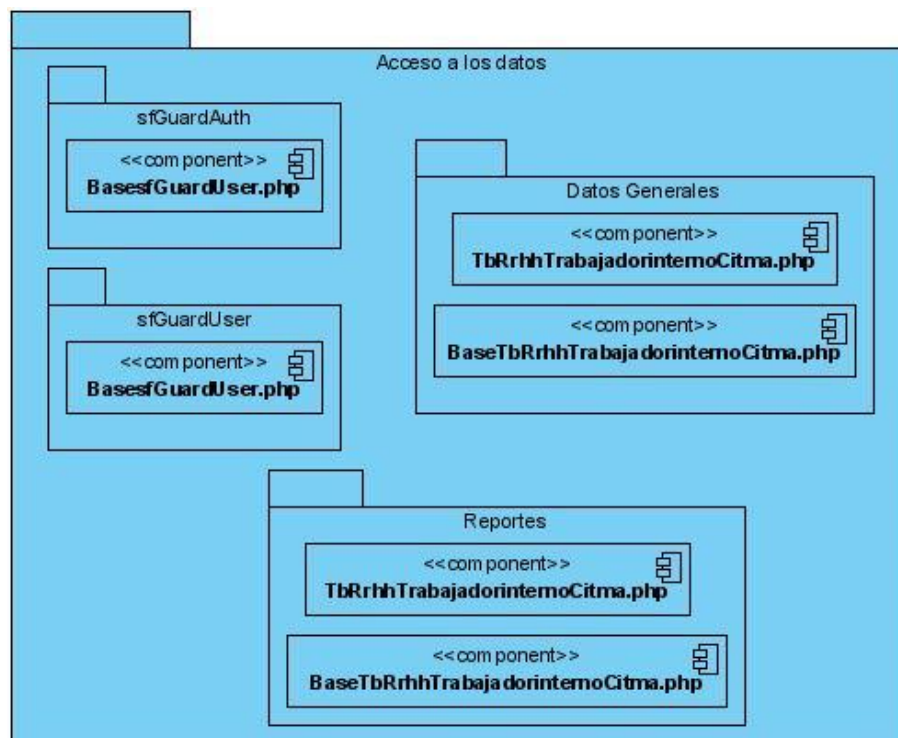 Acceso a los datos
sfGuardAuth
<<component>>
BasesfGuardUser.php
sfGuardUser
<<component>>
BasesfGuardUser.php
Datos Generales
<<component>>
TbRrhhTrabajadorinternoCitma.php
<<component>>
BaseTbRrhhTrabajadorinternoCitma.php
Reportes
<<component>>
TbRrhhTrabajadorinternoCitma.php
<<component>>
BaseTbRrhhTrabajadorinternoCitma.php